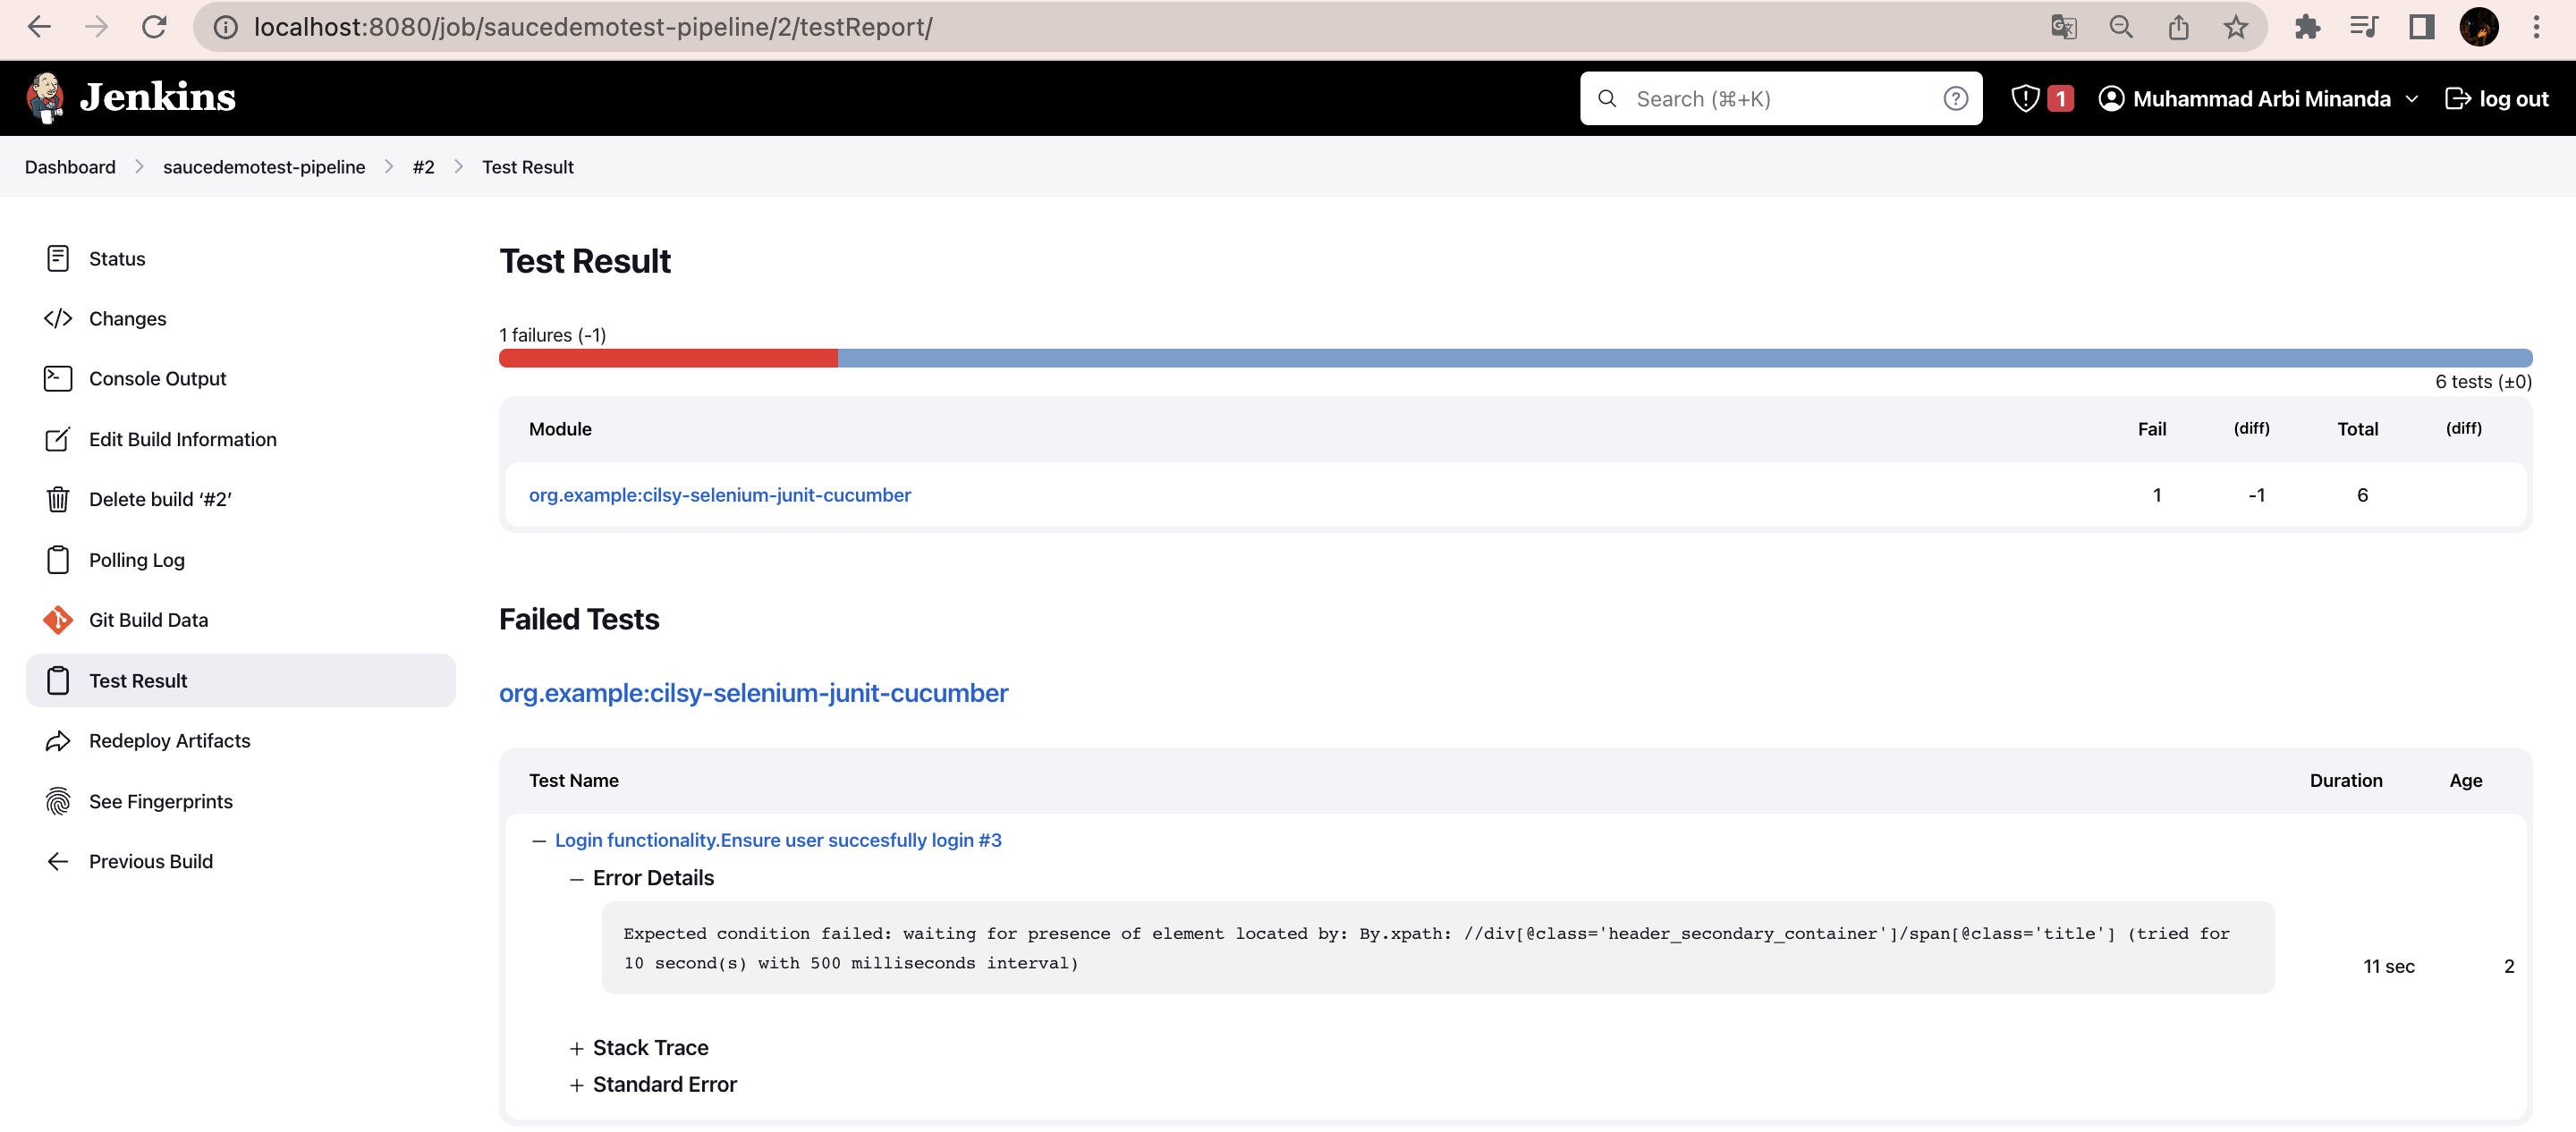 localhost:8080/job/saucedemotest-pipeline/2/testReport/
Jenkins
Search (⌘+K)
1
Muhammad Arbi Minanda
log out
Dashboard
saucedemotest-pipeline
#2
Test Result
Status
Changes
Console Output
Edit Build Information
Delete build ‘#2’
Polling Log
Git Build Data
Test Result
Redeploy Artifacts
See Fingerprints
Previous Build
Test Result
1 failures (-1)
6 tests (±0)
Module Fail (diff) Total (diff)
org.example:cilsy-selenium-junit-cucumber 1 -1 6
Failed Tests
org.example:cilsy-selenium-junit-cucumber
Test Name Duration Age
Login functionality.Ensure user succesfully login #3
Error Details
Expected condition failed: waiting for presence of element located by: By.xpath: //div[@class='header_secondary_container']/span[@class='title'] (tried for
10 second(s) with 500 milliseconds interval)
11 sec 2
Stack Trace
Standard Error